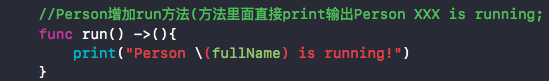 //Person增加run方法(方法里面直接print输出Person XXX is running;
func run() ->(){
print("Person \(fullName) is running!")
}